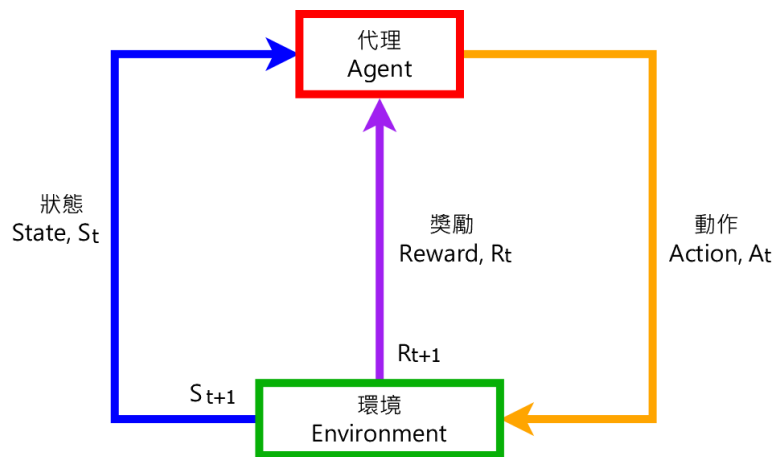 代理
Agent
狀態
State, St
獎勵
Reward, Rt
動作
Action, At
Rt+1
St+1
環境
Environment